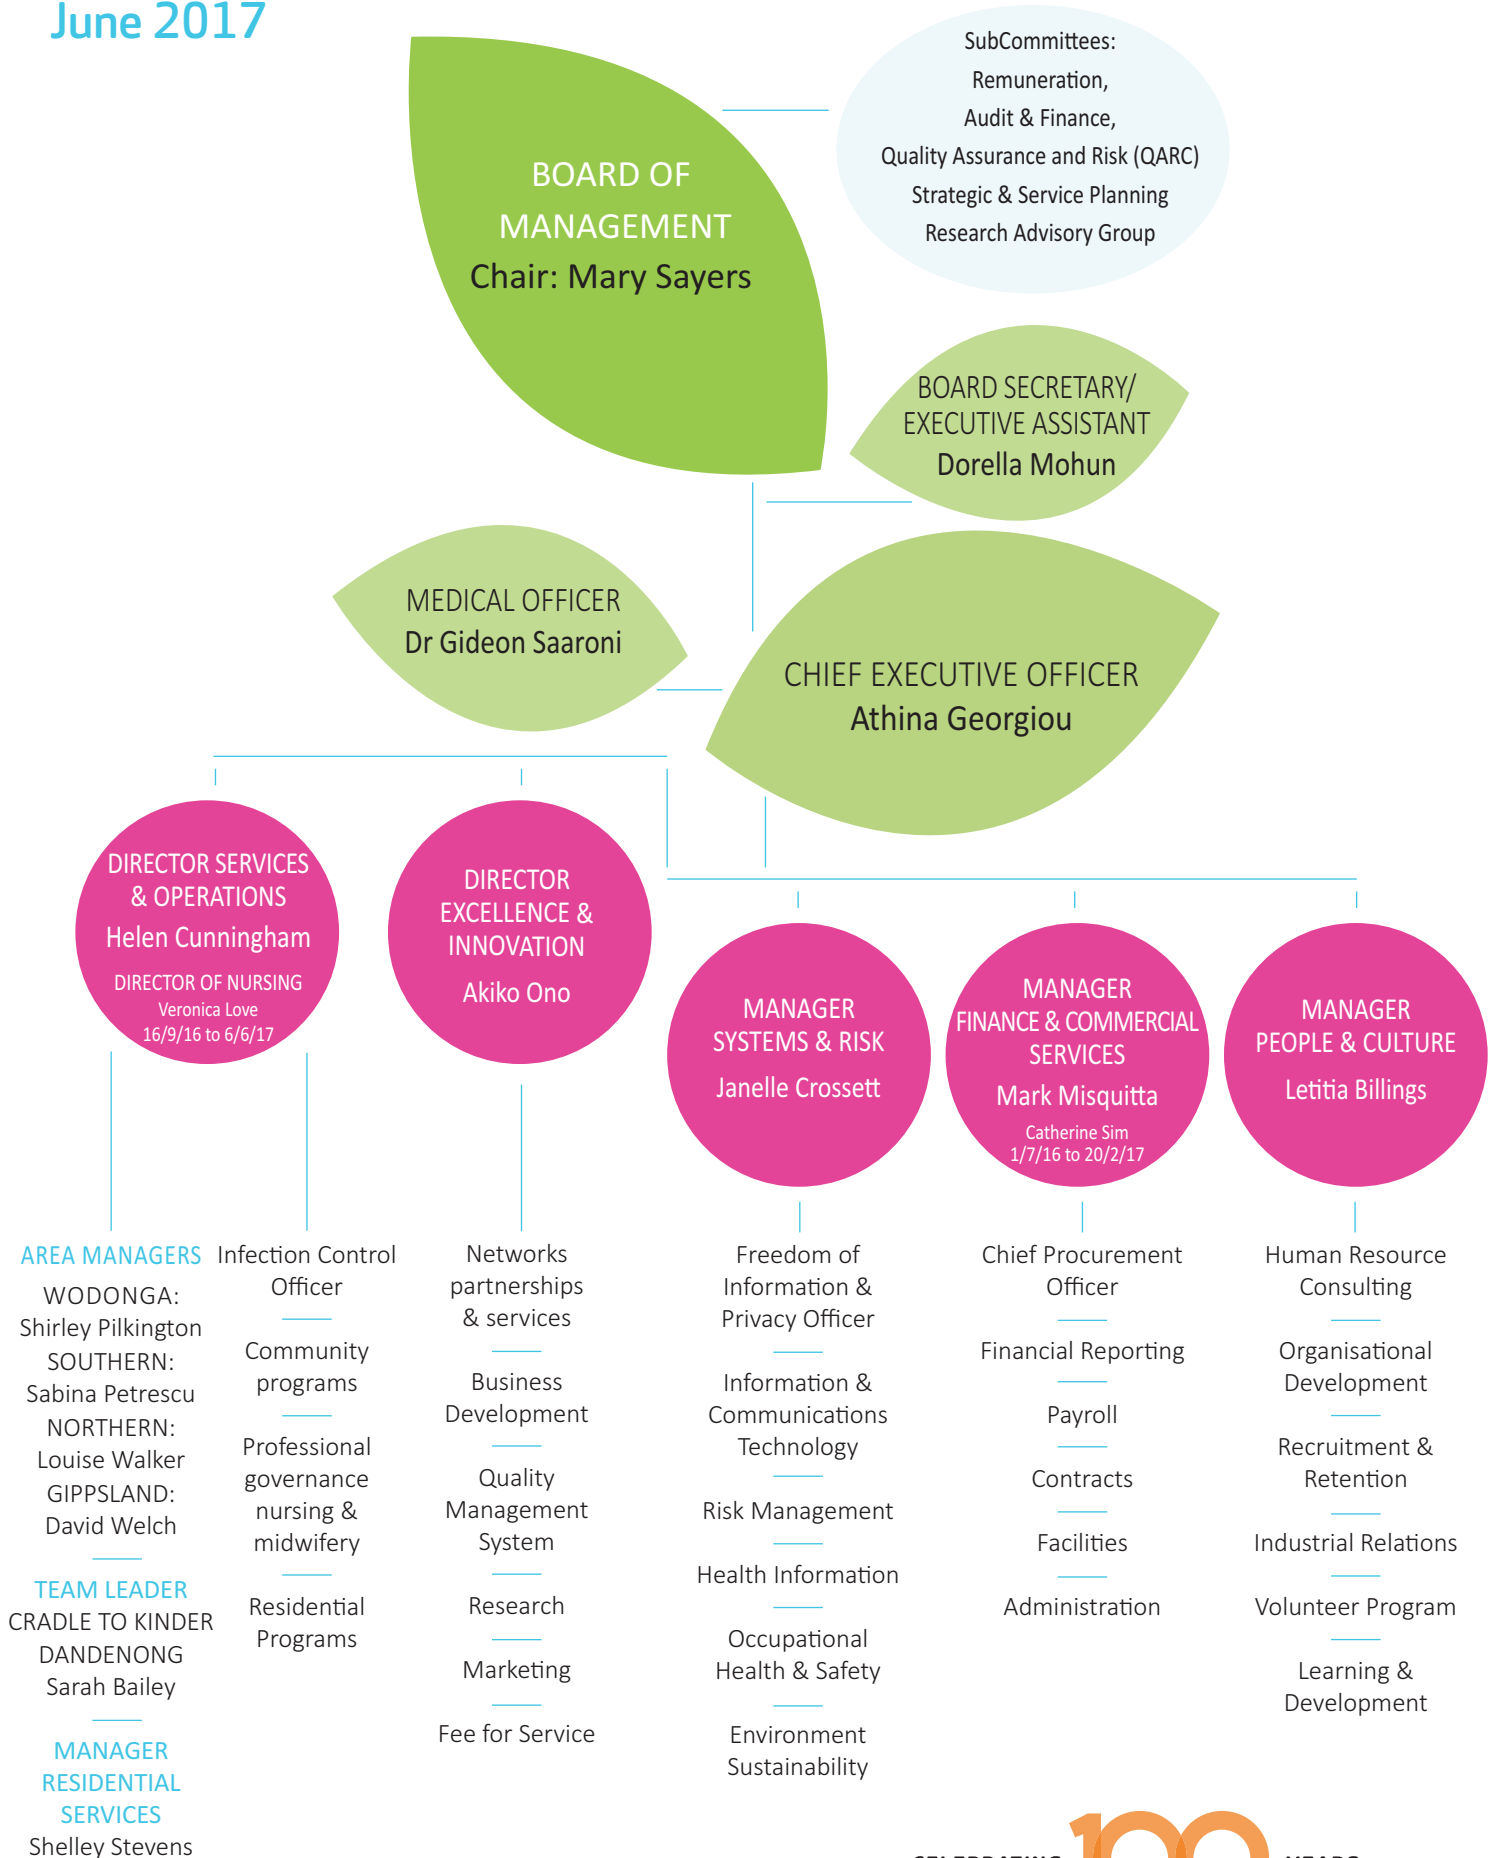 June 2017
SubCommittees:
Remuneration,
Audit & Finance,
Quality Assurance and Risk (QARC)
Strategic & Service Planning
Research Advisory Group
BOARD OF
MANAGEMENT
Chair: Mary Sayers
BOARD SECRETARY/
EXECUTIVE ASSISTANT
Dorella Mohun
MEDICAL OFFICER
Dr Gideon Saaroni
CHIEF EXECUTIVE OFFICER
Athina Georgiou
DIRECTOR SERVICES
& OPERATIONS
Helen Cunningham
DIRECTOR OF NURSING
Veronica Love
16/9/16 to 6/6/17
DIRECTOR
EXCELLENCE &
INNOVATION
Akiko Ono
MANAGER
SYSTEMS & RISK
Janelle Crossett
MANAGER
FINANCE & COMMERCIAL
SERVICES
Mark Misquitta
Catherine Sim
1/7/16 to 20/2/17
MANAGER
PEOPLE & CULTURE
Letitia Billings
AREA MANAGERS
WODONGA:
Shirley Pilkington
SOUTHERN:
Sabina Petrescu
NORTHERN:
Louise Walker
GIPPSLAND:
David Welch
TEAM LEADER
CRADLE TO KINDER
DANDENONG
Sarah Bailey
MANAGER
RESIDENTIAL
SERVICES
Shelley Stevens
Infection Control
Officer
Community
programs
Professional
governance
nursing &
midwifery
Residential
Programs
Networks
partnerships
& services
Business
Development
Quality
Management
System
Research
Marketing
Fee for Service
Freedom of
Information &
Privacy Officer
Information &
Communications
Technology
Risk Management
Health Information
Occupational
Health & Safety
Environment
Sustainability
Chief Procurement
Officer
Financial Reporting
Payroll
Contracts
Facilities
Administration
Human Resource
Consulting
Organisational
Development
Recruitment &
Retention
Industrial Relations
Volunteer Program
Learning &
Development
CELEBRATING 100 YEARS